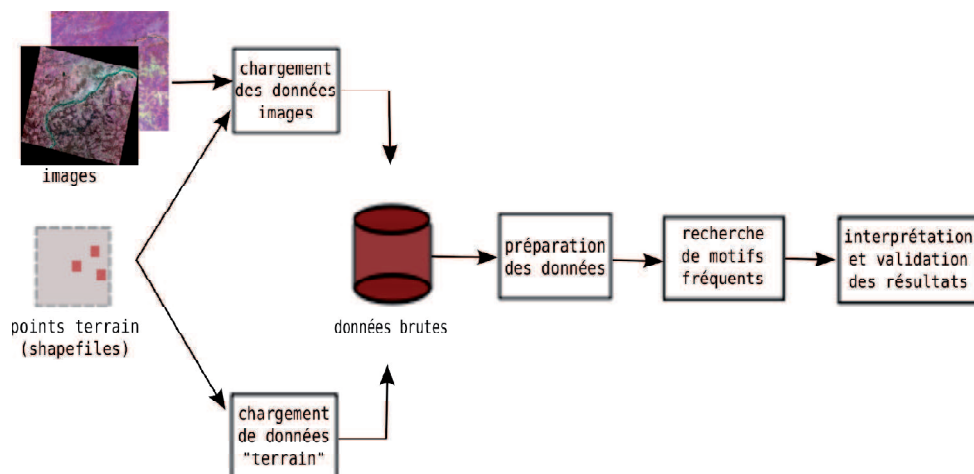 chargement
des données
images
images
points terrain
(shapefiles)
données brutes
préparation
des données
recherche
de motifs
fréquents
interprétation
et validation
des résultats
chargement
de données
"terrain"